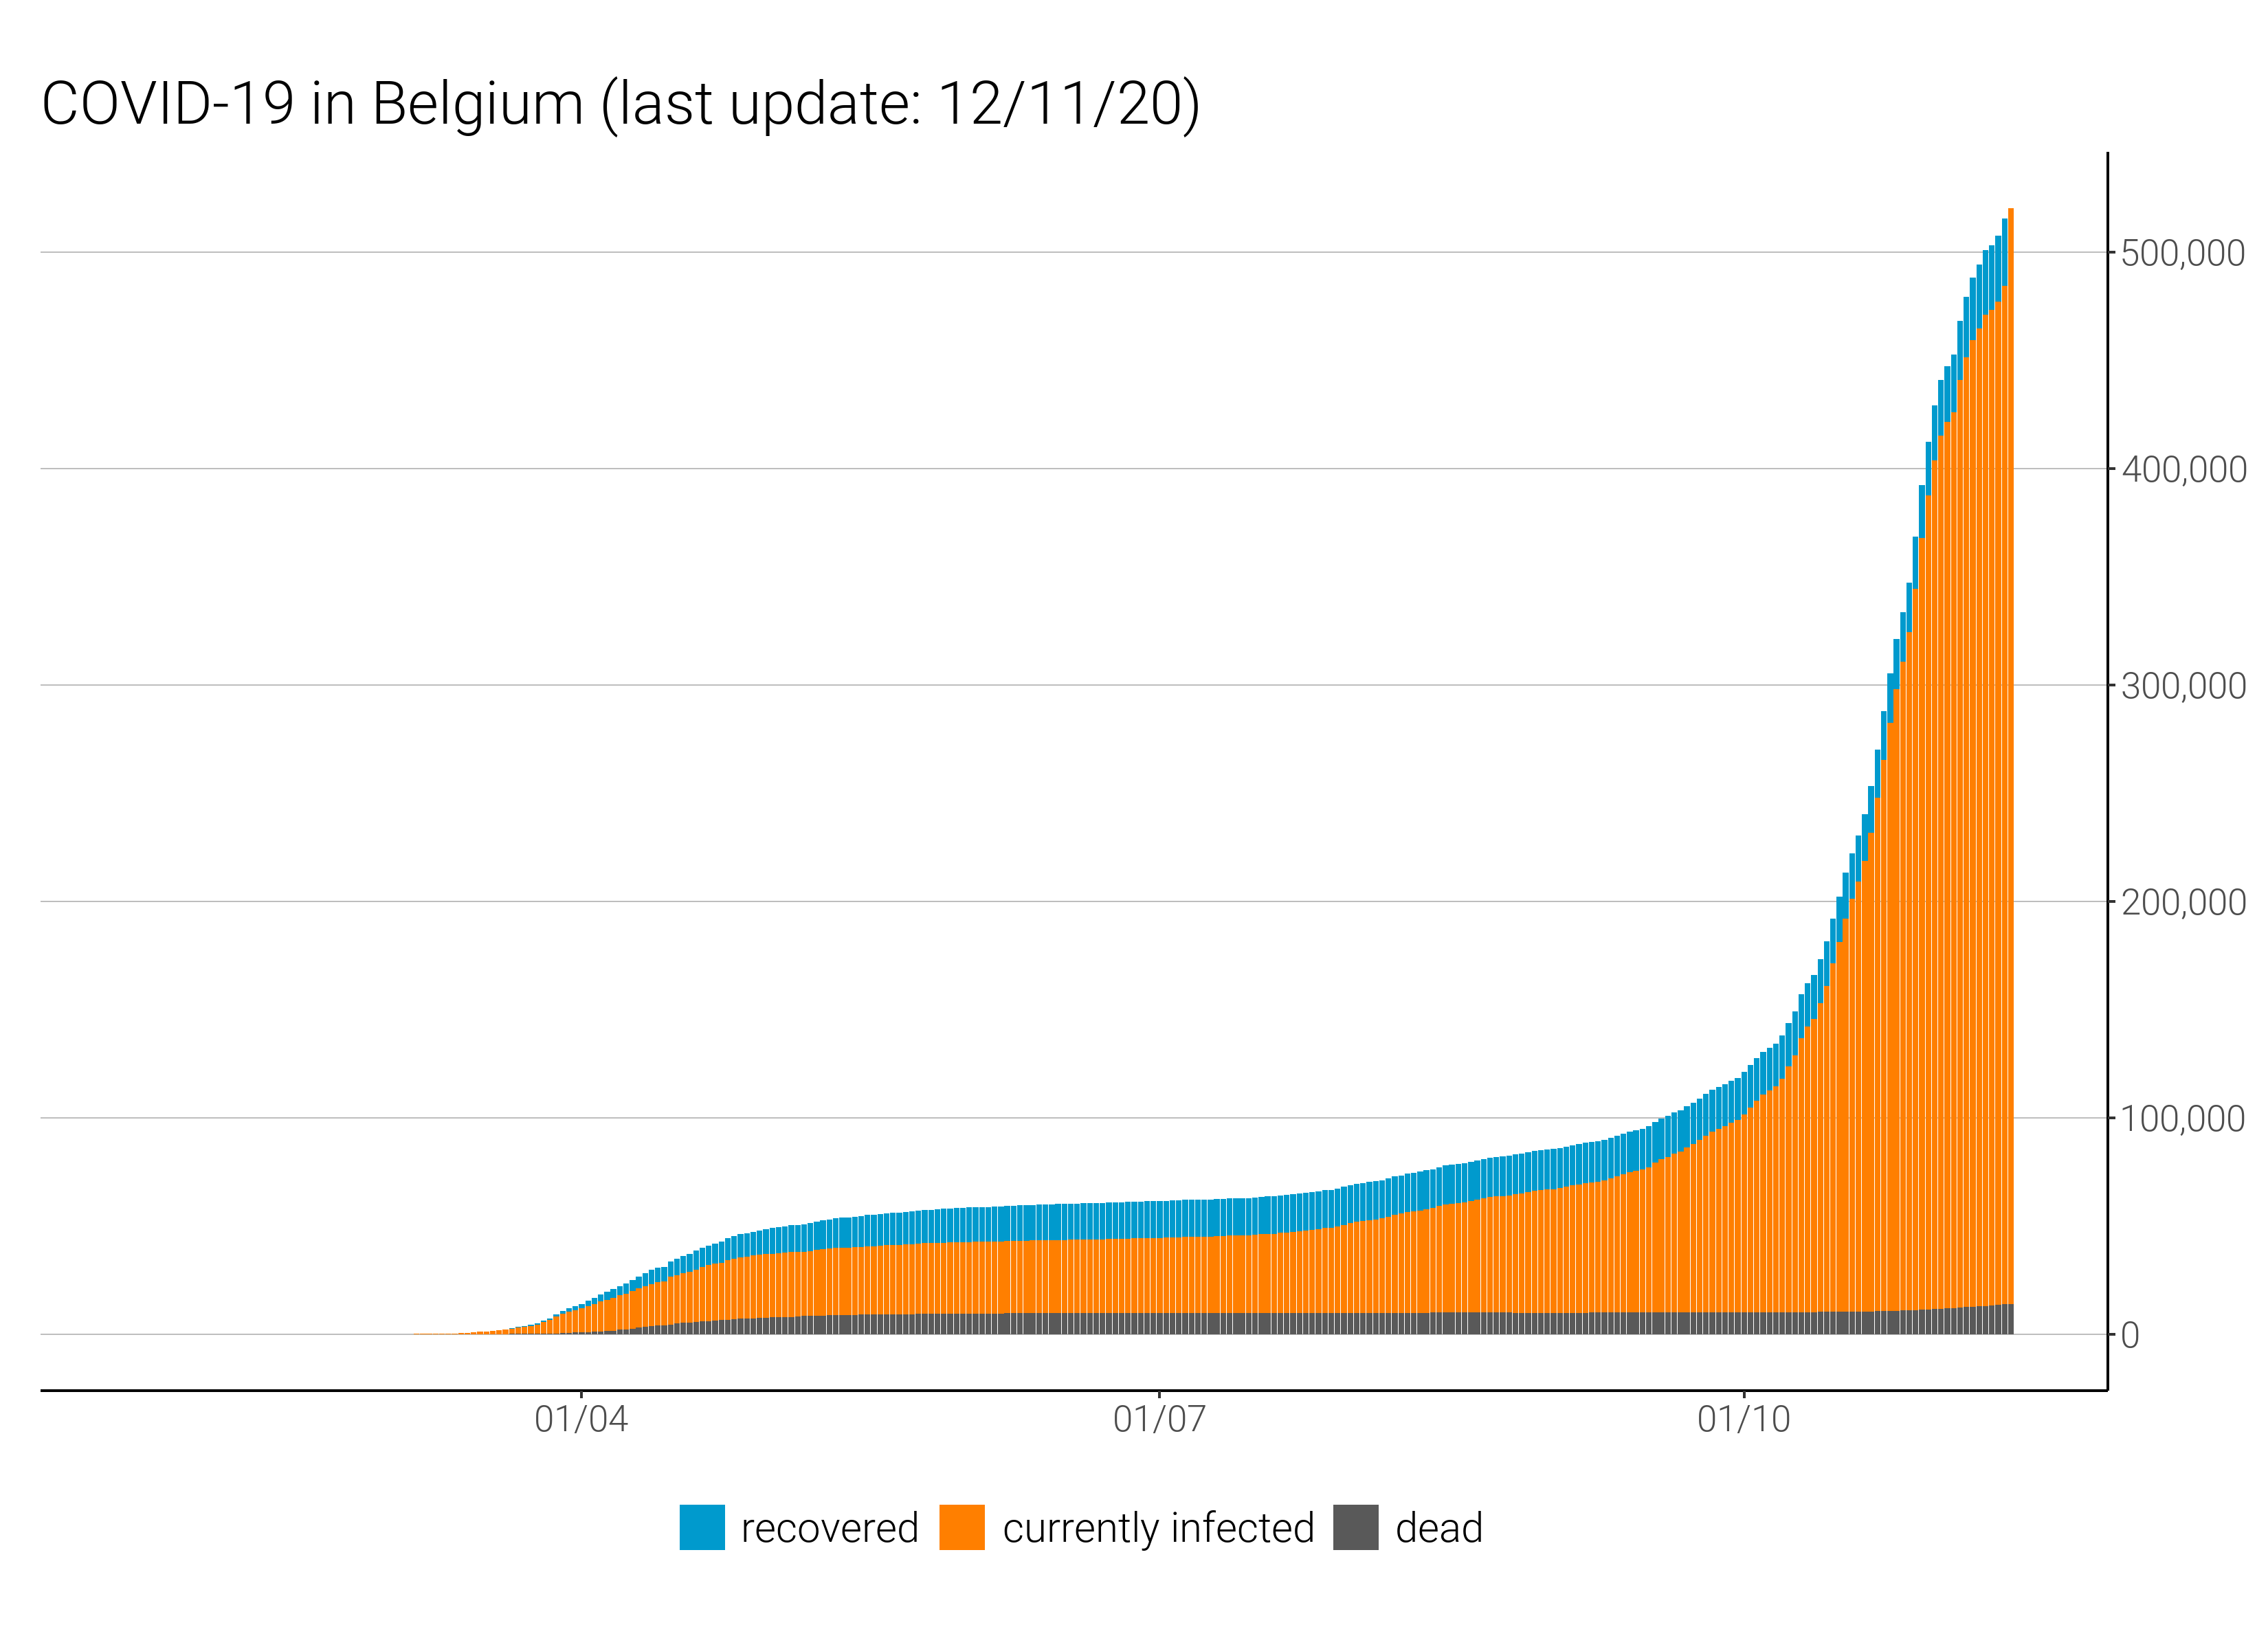 COVID-19 in Belgium (last update: 12/11/20)
500,000
400,000
300,000
200,000
100,000
0
01/04 01/07 01/10
recovered currently infected dead